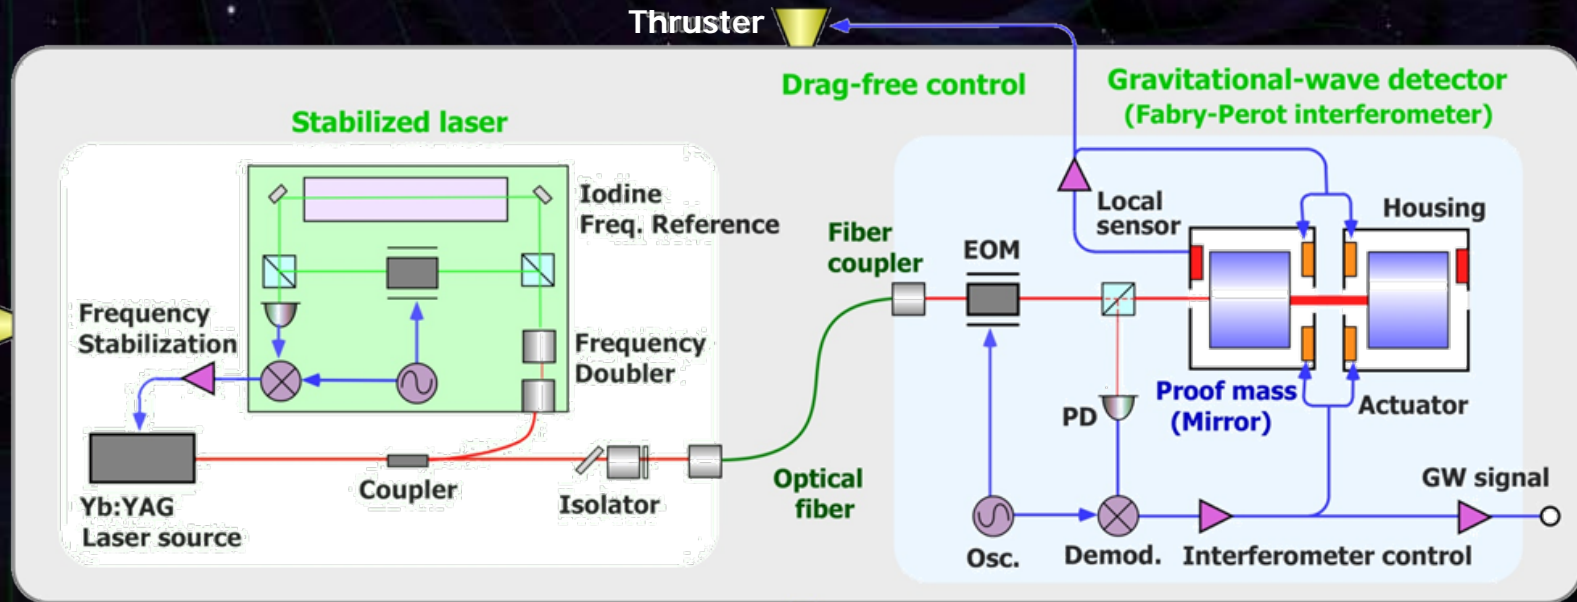 Thruster
Drag-free control
Gravitational-wave detector
(Fabry-Perot interferometer)
Stabilized laser
Iodine
Freq. Reference
Frequency
Stabilization
Frequency
Doubler
Yb:YAG
Laser source
Coupler
Isolator
Fiber
coupler
Optical
fiber
EOM
Local
sensor
Housing
PD
Proof mass
(Mirror)
Actuator
GW signal
Osc.
Demod.
Interferometer control